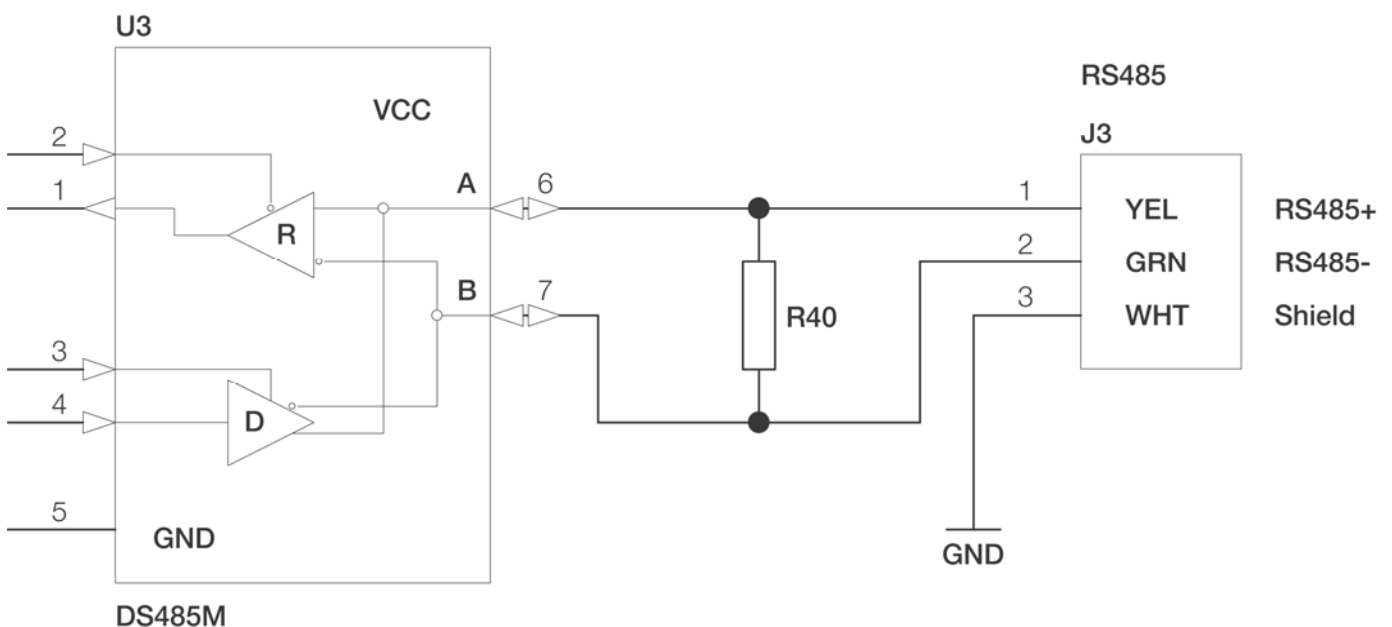 U3
RS485
VCC
J3
2
1
A
6
1
YEL
RS485+
R
2
GRN
RS485-
B
7
R40
3
WHT
Shield
3
4
D
5
GND
GND
DS485M